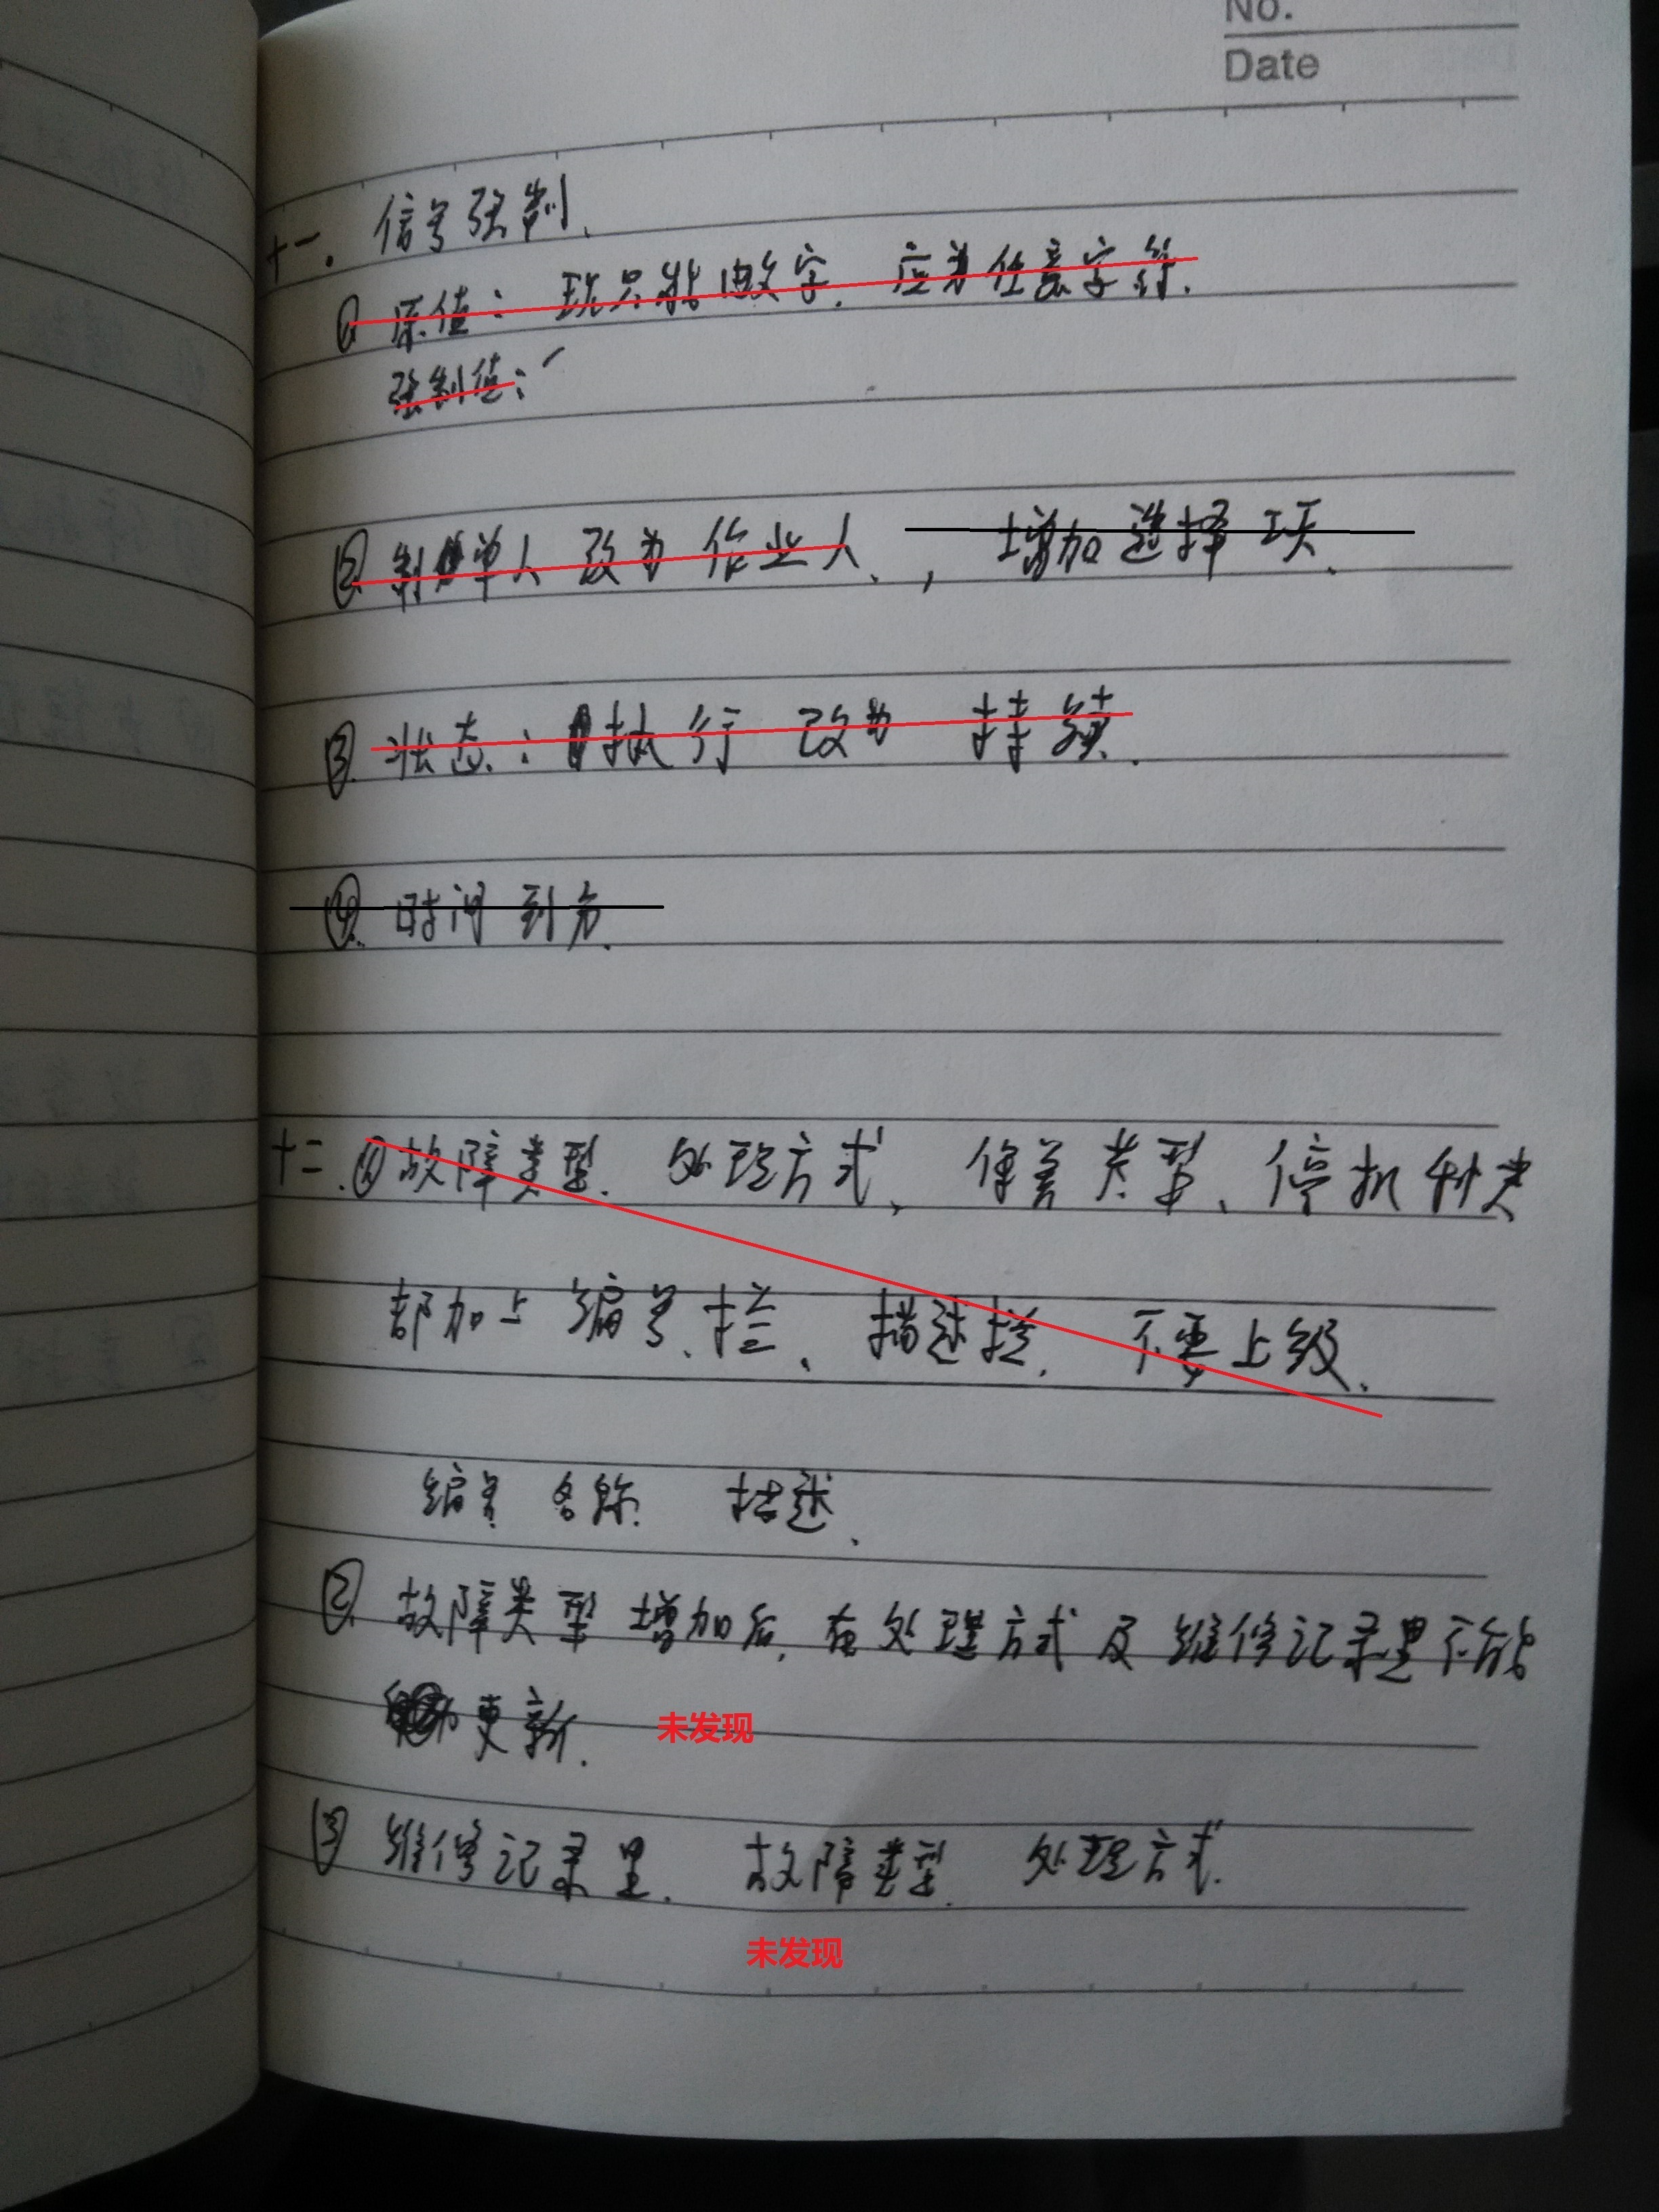 No.
Date
十一. 信号强制.
① 原值: 现只能做数字. 应为任意字符.
强制值: 〃
② 制单人 改为 作业人., 增加选择项.
③ 状态: 执行 改为 持续.
④. 时间到分.
十二.① 故障类型. 处理方式、保养类型、停机种类
都加上 编号.栏、描述栏. 不要上级.
编号 名称. 描述.
②. 故障类型 增加后, 在处理方式及维修记录里不能
更新. 未发现
③ 维修记录里. 故障类型. 处理方式.
未发现